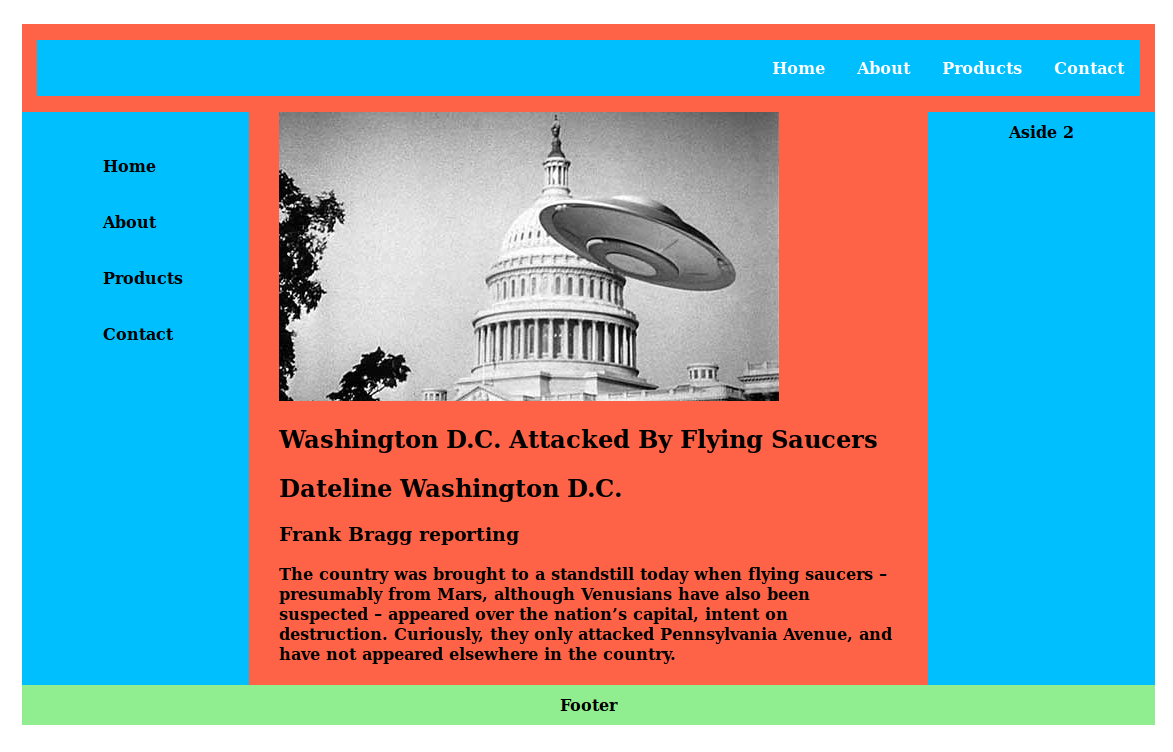 Home About Products Contact
Home
About
Products
Contact
Washington D.C. Attacked By Flying Saucers
Dateline Washington D.C.
Frank Bragg reporting
The country was brought to a standstill today when flying saucers –
presumably from Mars, although Venusians have also been
suspected – appeared over the nation’s capital, intent on
destruction. Curiously, they only attacked Pennsylvania Avenue, and
have not appeared elsewhere in the country.
Aside 2
Footer